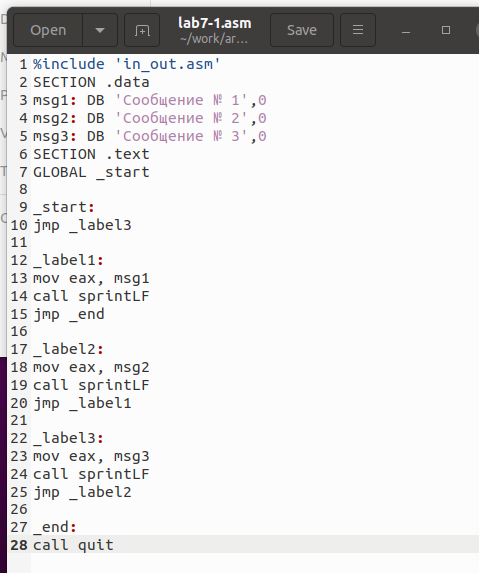 Open
lab7-1.asm
~/work/ar...
Save
1 %include 'in_out.asm'
2 SECTION .data
3 msg1: DB 'Сообщение № 1',0
4 msg2: DB 'Сообщение № 2',0
5 msg3: DB 'Сообщение № 3',0
6 SECTION .text
7 GLOBAL _start
8
9 _start:
10 jmp _label3
11
12 _label1:
13 mov eax, msg1
14 call sprintLF
15 jmp _end
16
17 _label2:
18 mov eax, msg2
19 call sprintLF
20 jmp _label1
21
22 _label3:
23 mov eax, msg3
24 call sprintLF
25 jmp _label2
26
27 _end:
28 call quit